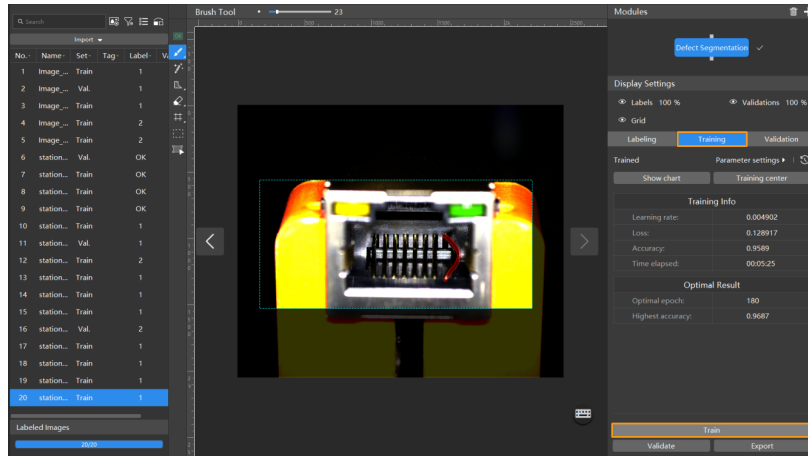 Brush Tool 23
Modules
Search
Import
No. Name Set Tag Label
1 Image_... Train 1
2 Image_... Val. 1
3 Image_... Train 1
4 Image_... Train 2
5 Image_... Train 2
6 station... Val. OK
7 station... Train OK
8 station... Train OK
9 station... Train OK
10 station... Train 1
11 station... Val. 1
12 station... Train 2
13 station... Train 1
14 station... Train 1
15 station... Train 1
16 station... Val. 2
17 station... Train 1
18 station... Train 1
19 station... Train 1
20 station... Train 1
Labeled Images
20/20
OK
Defect Segmentation
Display Settings
Labels 100 % Validations 100 %
Grid
Labeling Training Validation
Trained Parameter settings
Show chart Training center
Training Info
Learning rate: 0.004902
Loss: 0.128917
Accuracy: 0.9589
Time elapsed: 00:05:25
Optimal Result
Optimal epoch: 180
Highest accuracy: 0.9687
Train
Validate Export